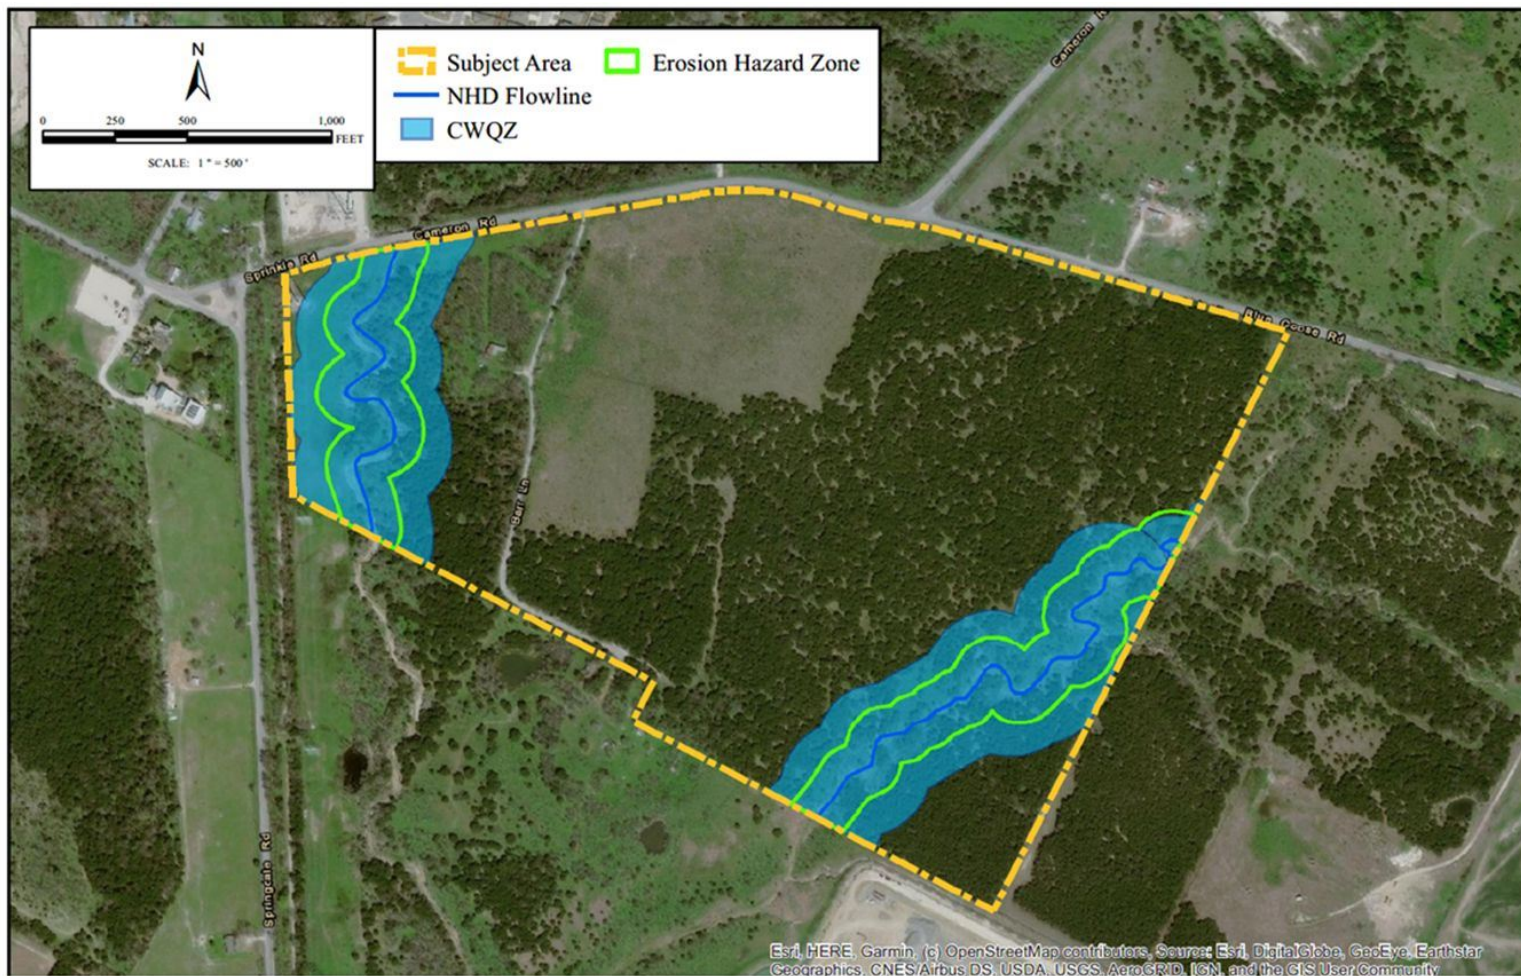 N
0 250 500 1,000
FEET
SCALE: 1 " = 500 '
Subject Area
Erosion Hazard Zone
NHD Flowline
CWQZ
Cameron R
Cameron Rd
Sprinkle Rd
Blue Goose Rd
Barr Ln
Springdale Rd
Esri, HERE, Garmin, (c) OpenStreetMap contributors, Source: Esri, DigitalGlobe, GeoEye, Earthstar
Geographics, CNES/Airbus DS, USDA, USGS, AeroGRID, IGN, and the GIS User Community